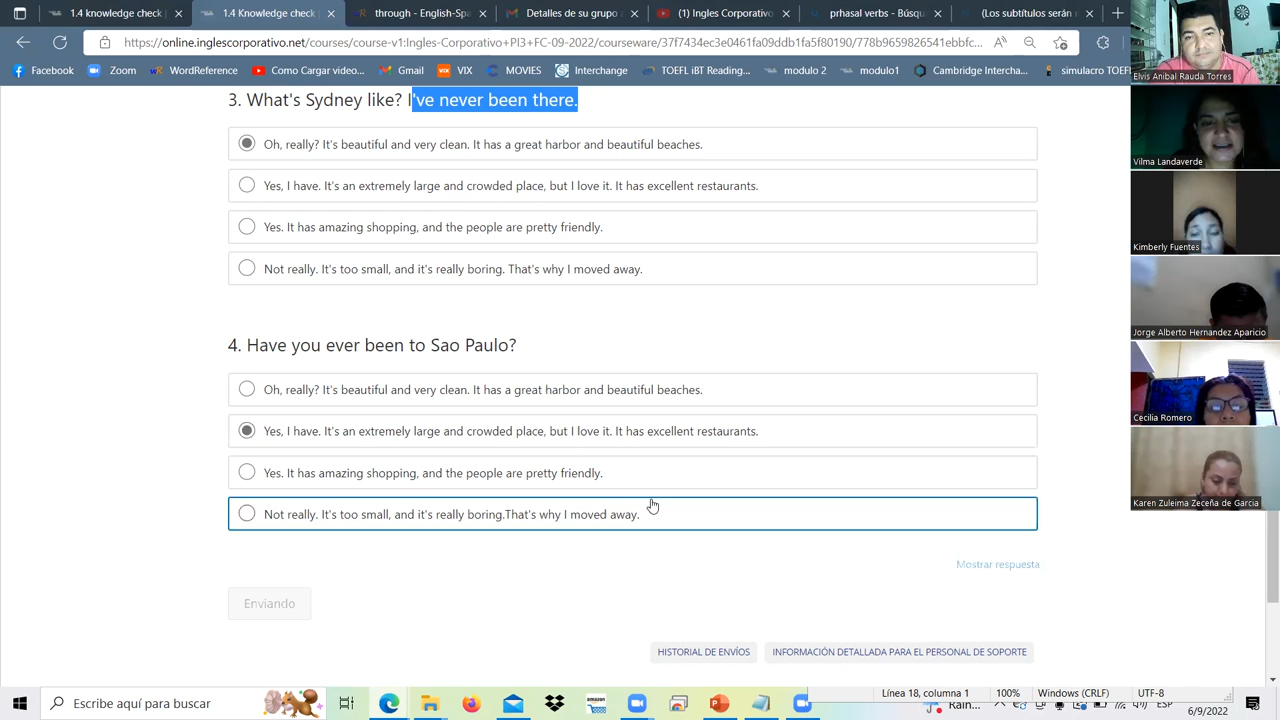 1.4 knowledge check
1.4 Knowledge check
through - English-Sp
Detalles de su grupo
(1) Ingles Corporativo
prhasal verbs - Búsqu
(Los subtítulos serán
https://online.inglescorporativo.net/courses/course-v1:Ingles-Corporativo+PI3+FC-09-2022/courseware/37f7434ec3e0461fa09ddb1fa5f80190/778b9659826541ebbfc...
Facebook
Zoom
WordReference
Como Cargar video...
Gmail
VIX
MOVIES
Interchange
TOEFL iBT Reading...
modulo 2
modulo1
Cambridge Intercha...
simulacro TOEFL
3. What's Sydney like? I've never been there.
Oh, really? It's beautiful and very clean. It has a great harbor and beautiful beaches.
Yes, I have. It's an extremely large and crowded place, but I love it. It has excellent restaurants.
Yes. It has amazing shopping, and the people are pretty friendly.
Not really. It's too small, and it's really boring. That's why I moved away.
4. Have you ever been to Sao Paulo?
Oh, really? It's beautiful and very clean. It has a great harbor and beautiful beaches.
Yes, I have. It's an extremely large and crowded place, but I love it. It has excellent restaurants.
Yes. It has amazing shopping, and the people are pretty friendly.
Not really. It's too small, and it's really boring.That's why I moved away.
Mostrar respuesta
Enviando
HISTORIAL DE ENVÍOS
INFORMACIÓN DETALLADA PARA EL PERSONAL DE SOPORTE
Elvis Anibal Rauda Torres
Vilma Landaverde
Kimberly Fuentes
Jorge Alberto Hernandez Aparicio
Cecilia Romero
Karen Zuleima Zeceña de Garcia
Línea 18, columna 1
100%
Windows (CRLF)
UTF-8
Escribe aquí para buscar
Rain...
ESP
6/9/2022